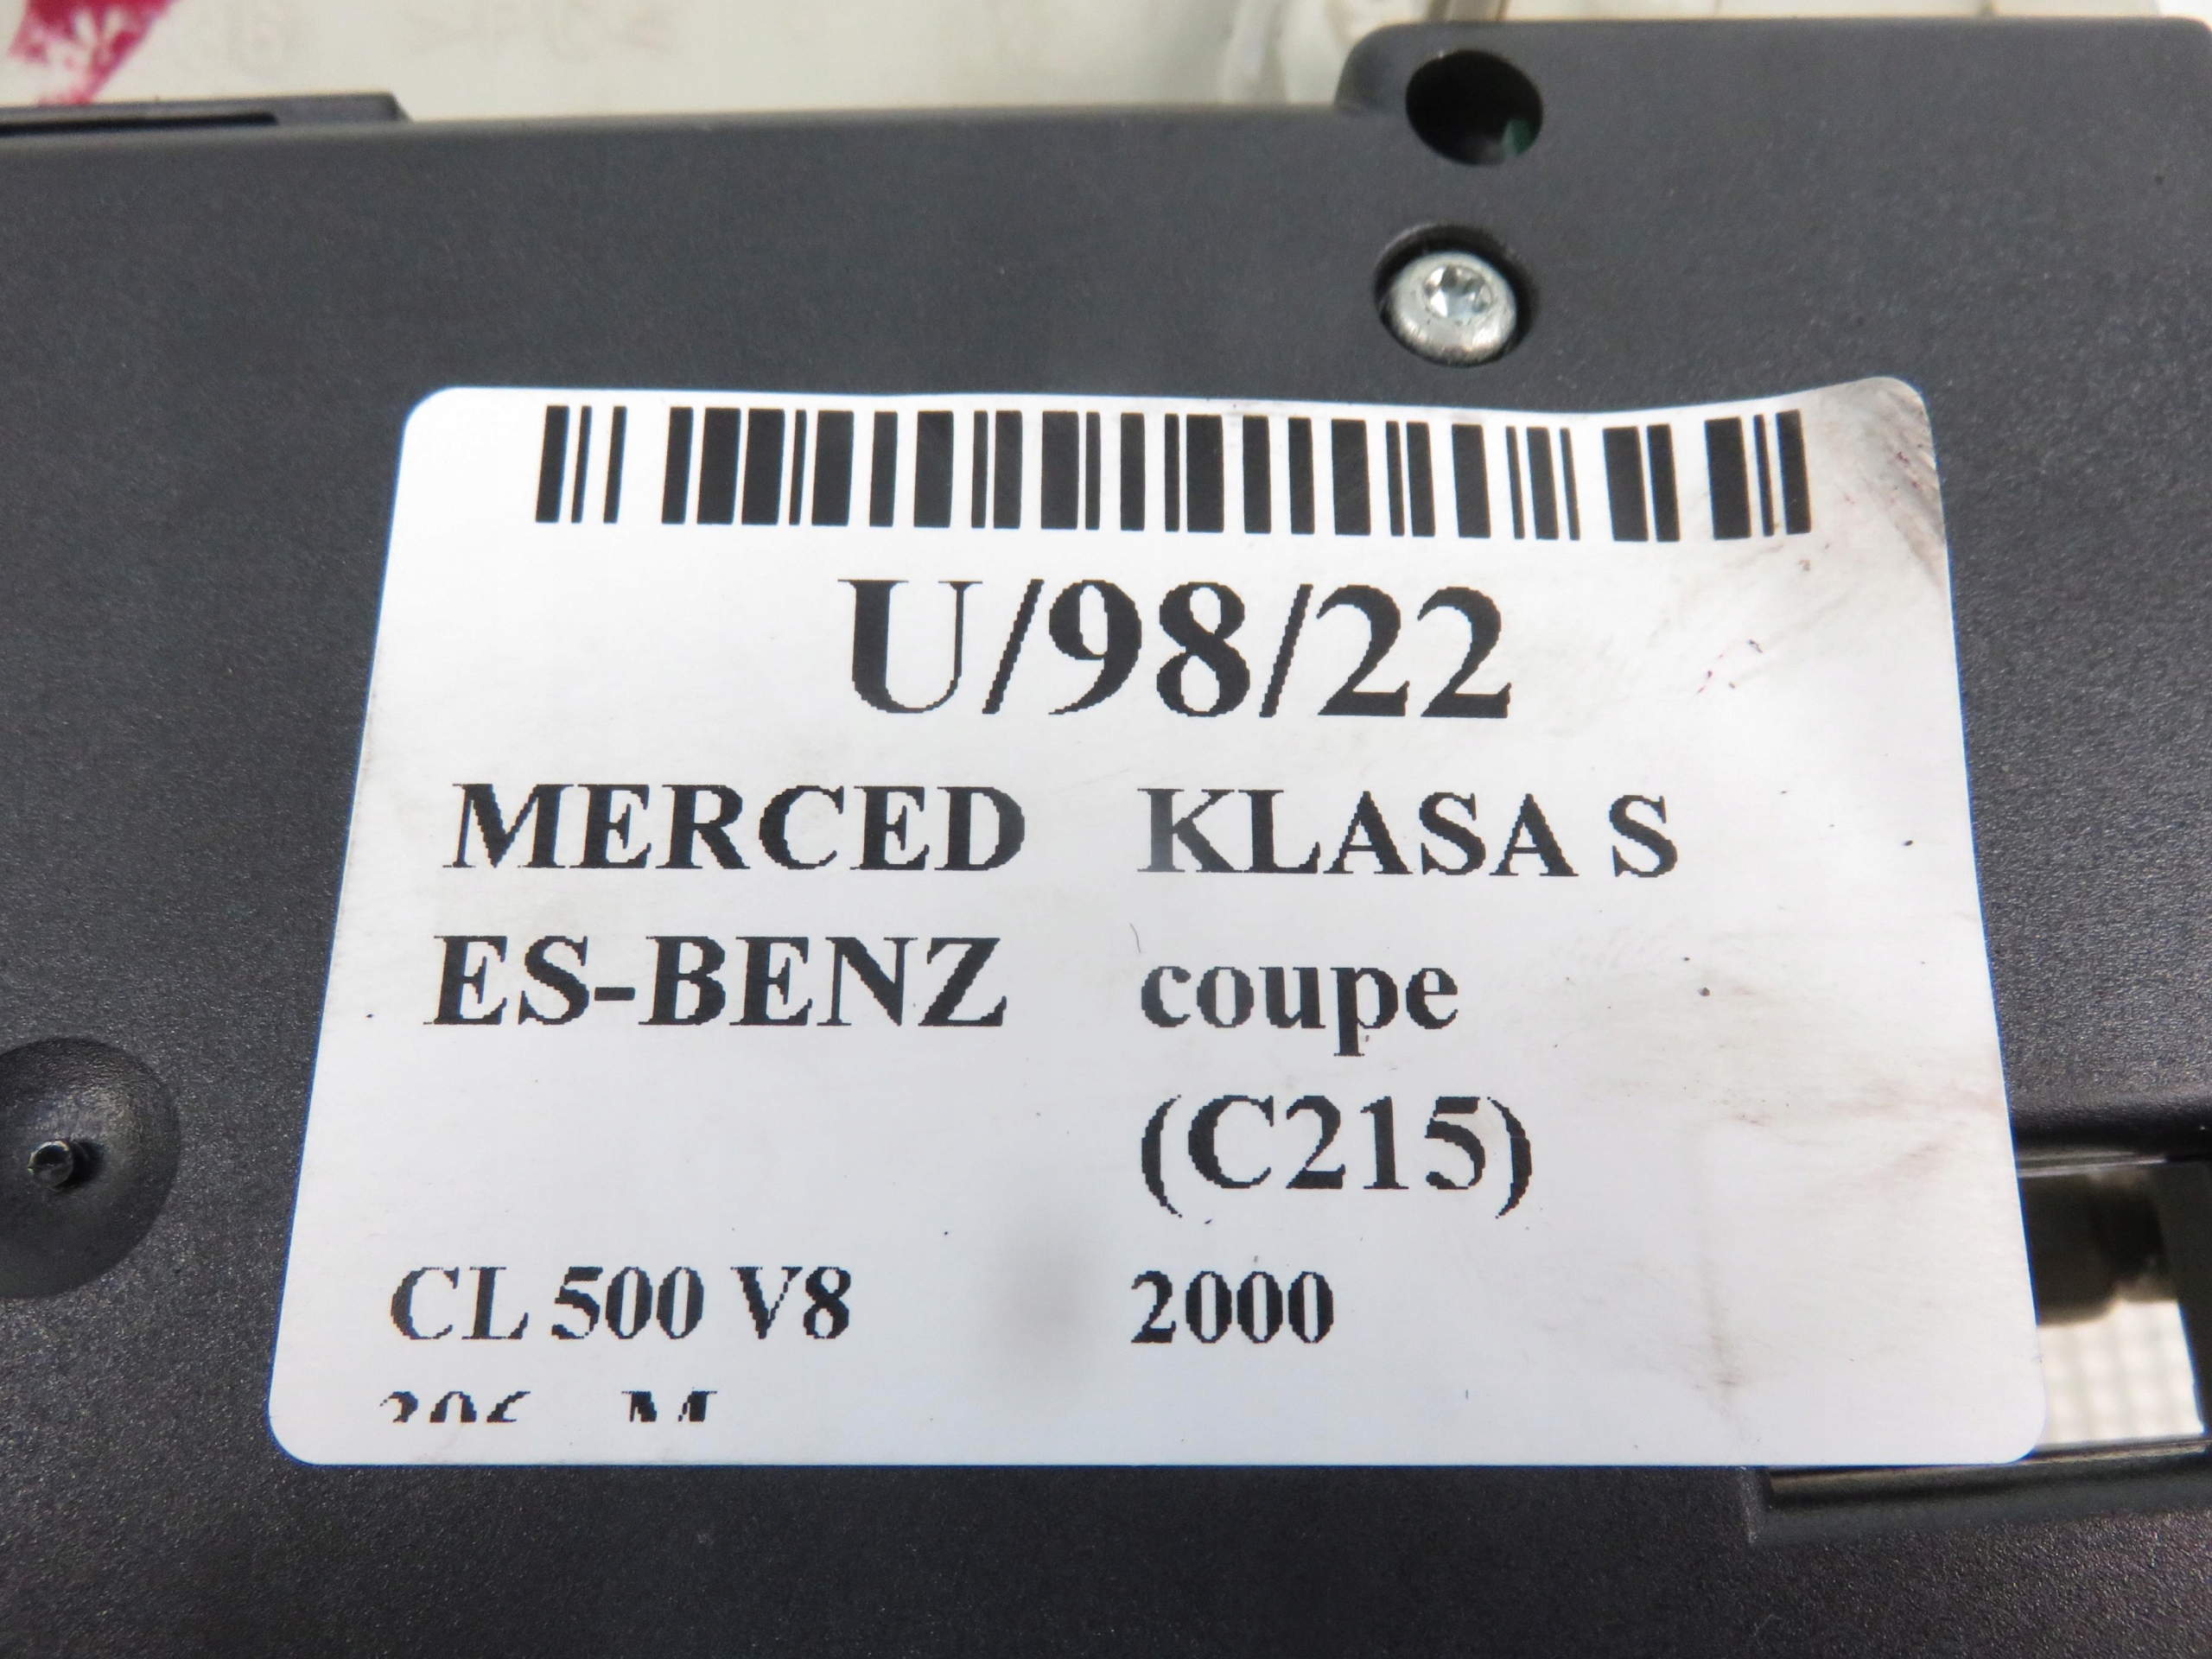 U/98/22
MERCED KLASA S
ES-BENZ coupe
(C215)
CL 500 V8 2000